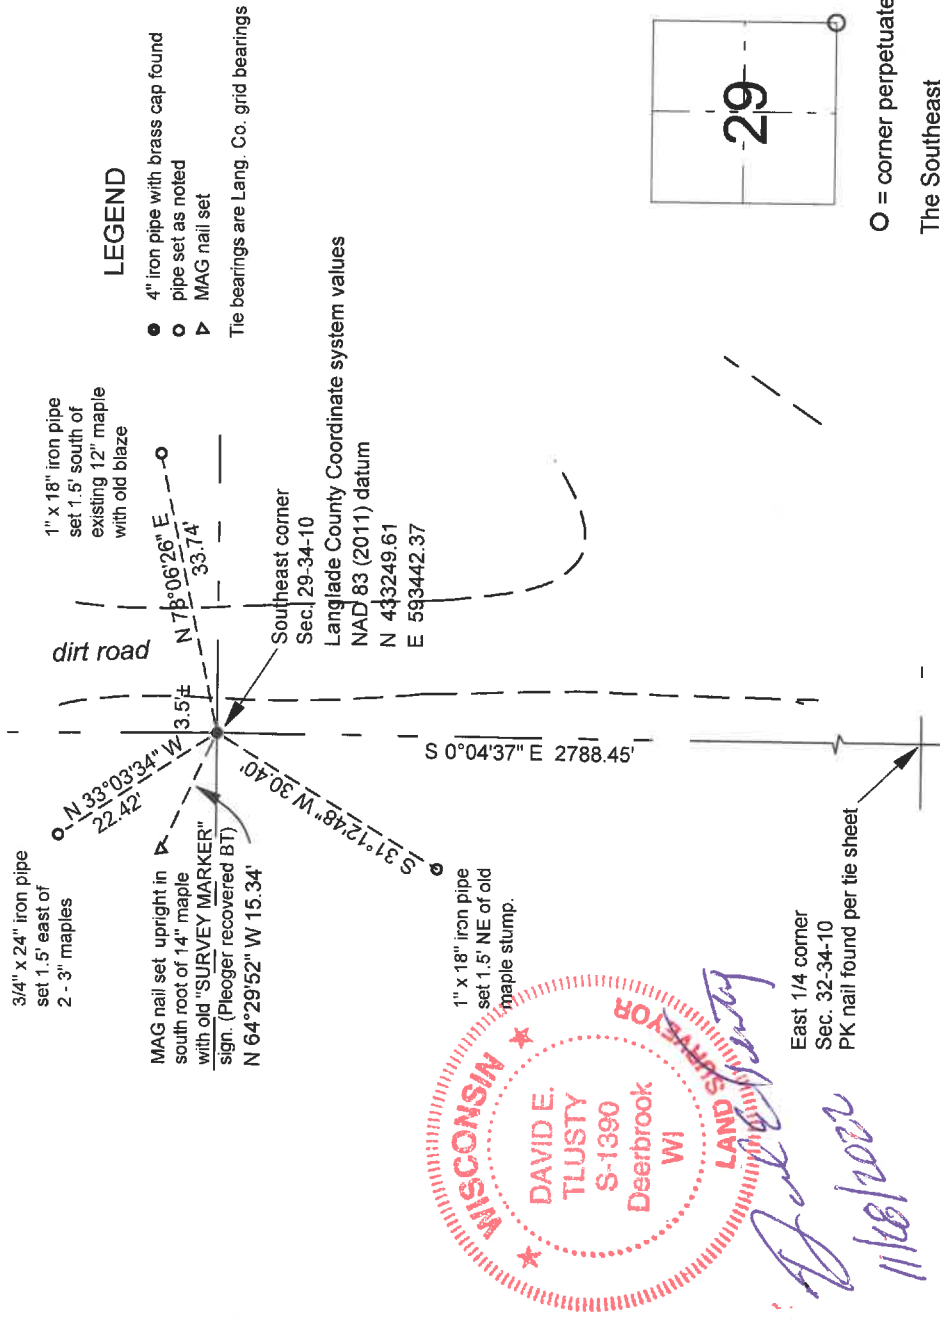 LEGEND
4" iron pipe with brass cap found
pipe set as noted
MAG nail set
Tie bearings are Lang. Co. grid bearings
1" x 18" iron pipe
set 1.5' south of
existing 12" maple
with old blaze
N 78°06'26" E
33.74'
dirt road
3.5'±
N 33°03'34" W
22.42'
3/4" x 24" iron pipe
set 1.5' east of
2 - 3" maples
MAG nail set upright in
south root of 14" maple
with old "SURVEY MARKER"
sign. (Pleoger recovered BT)
N 64°29'52" W 15.34'
S 31°12'48" W 30.40'
1" x 18" iron pipe
set 1.5' NE of old
maple stump.
Southeast corner
Sec. 29-34-10
Langlade County Coordinate system values
NAD 83 (2011) datum
N 433249.61
E 593442.37
S 0°04'37" E 2788.45'
East 1/4 corner
Sec. 32-34-10
PK nail found per tie sheet
29
O = corner perpetuate
The Southeast
WISCONSIN
LAND SURVEYOR
DAVID E.
TLUSTY
S-1390
Deerbrook
WI
11/18/2022